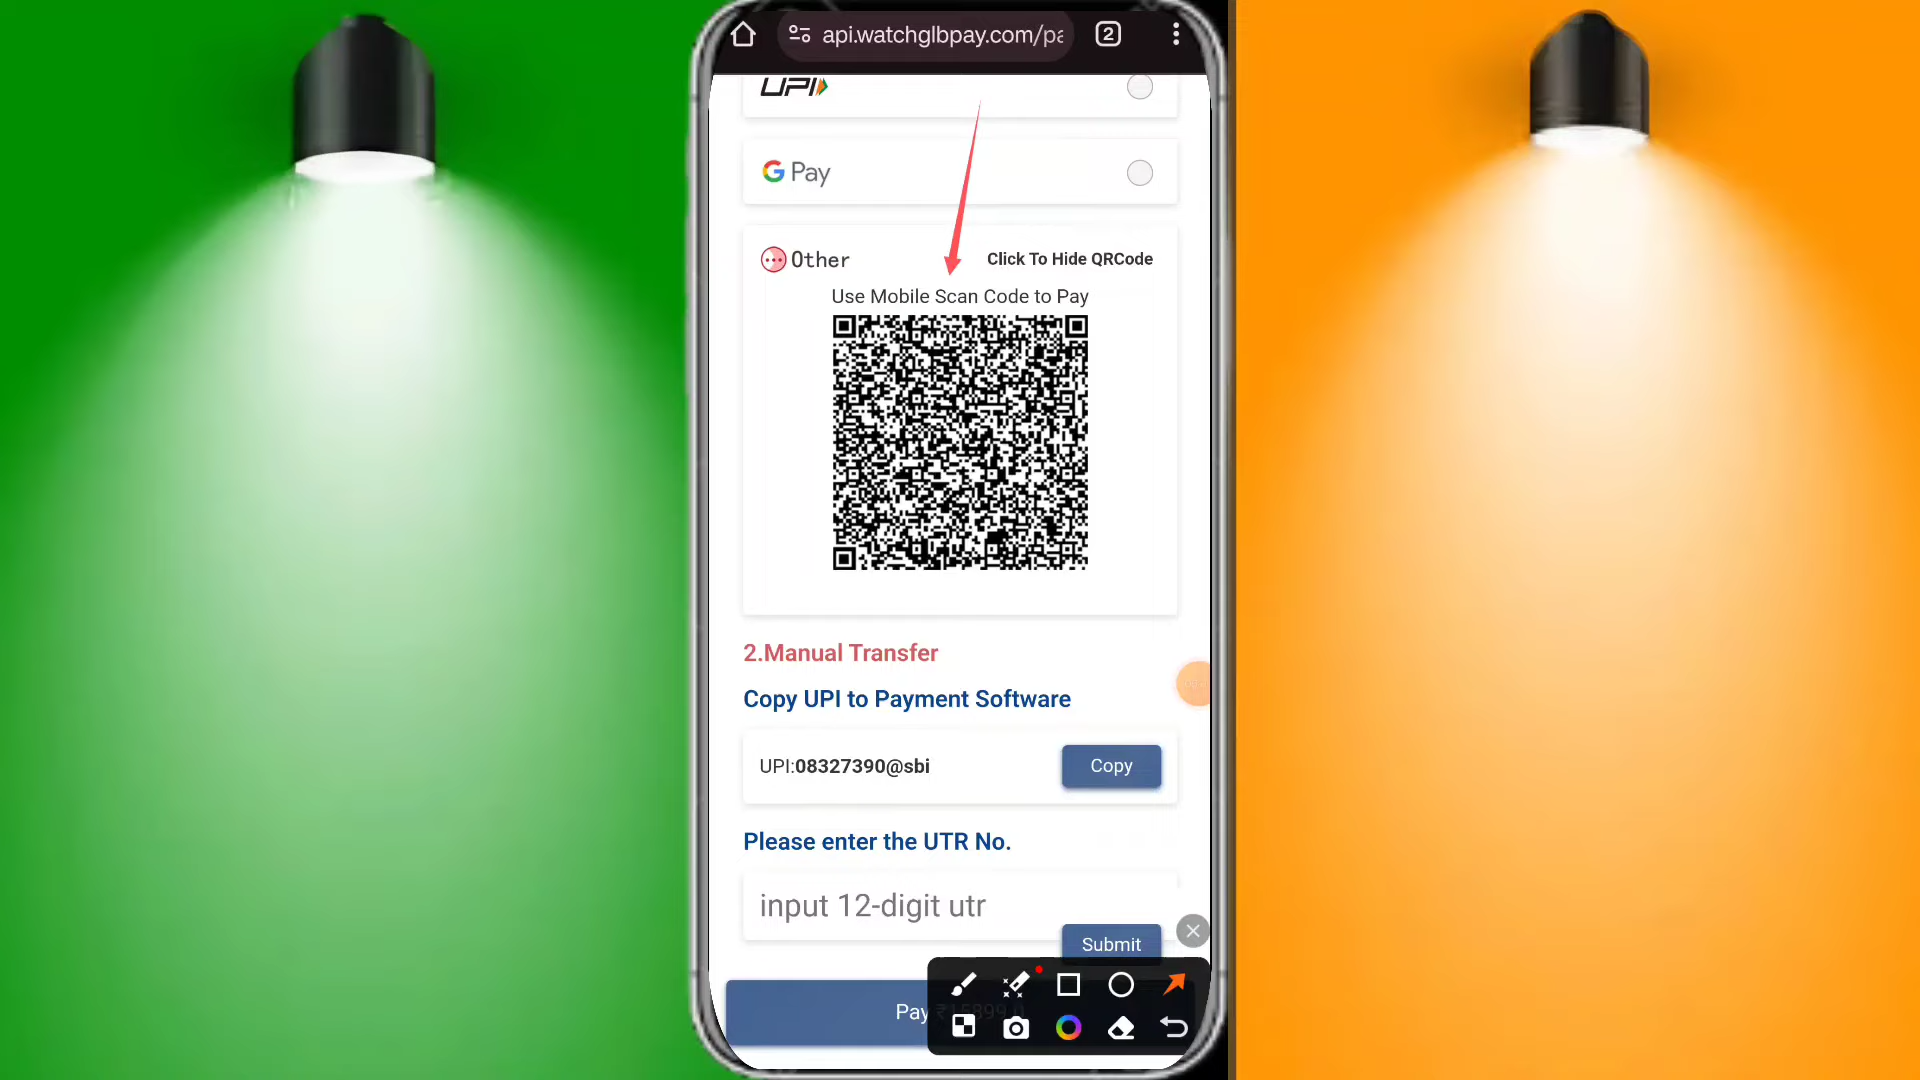 2
api.watchglbpay.com/pa
UPI
G Pay
Other
Click To Hide QRCode
Use Mobile Scan Code to Pay
2.Manual Transfer
Copy UPI to Payment Software
UPI:08327390@sbi
Copy
Please enter the UTR No.
input 12-digit utr
Submit
Pay